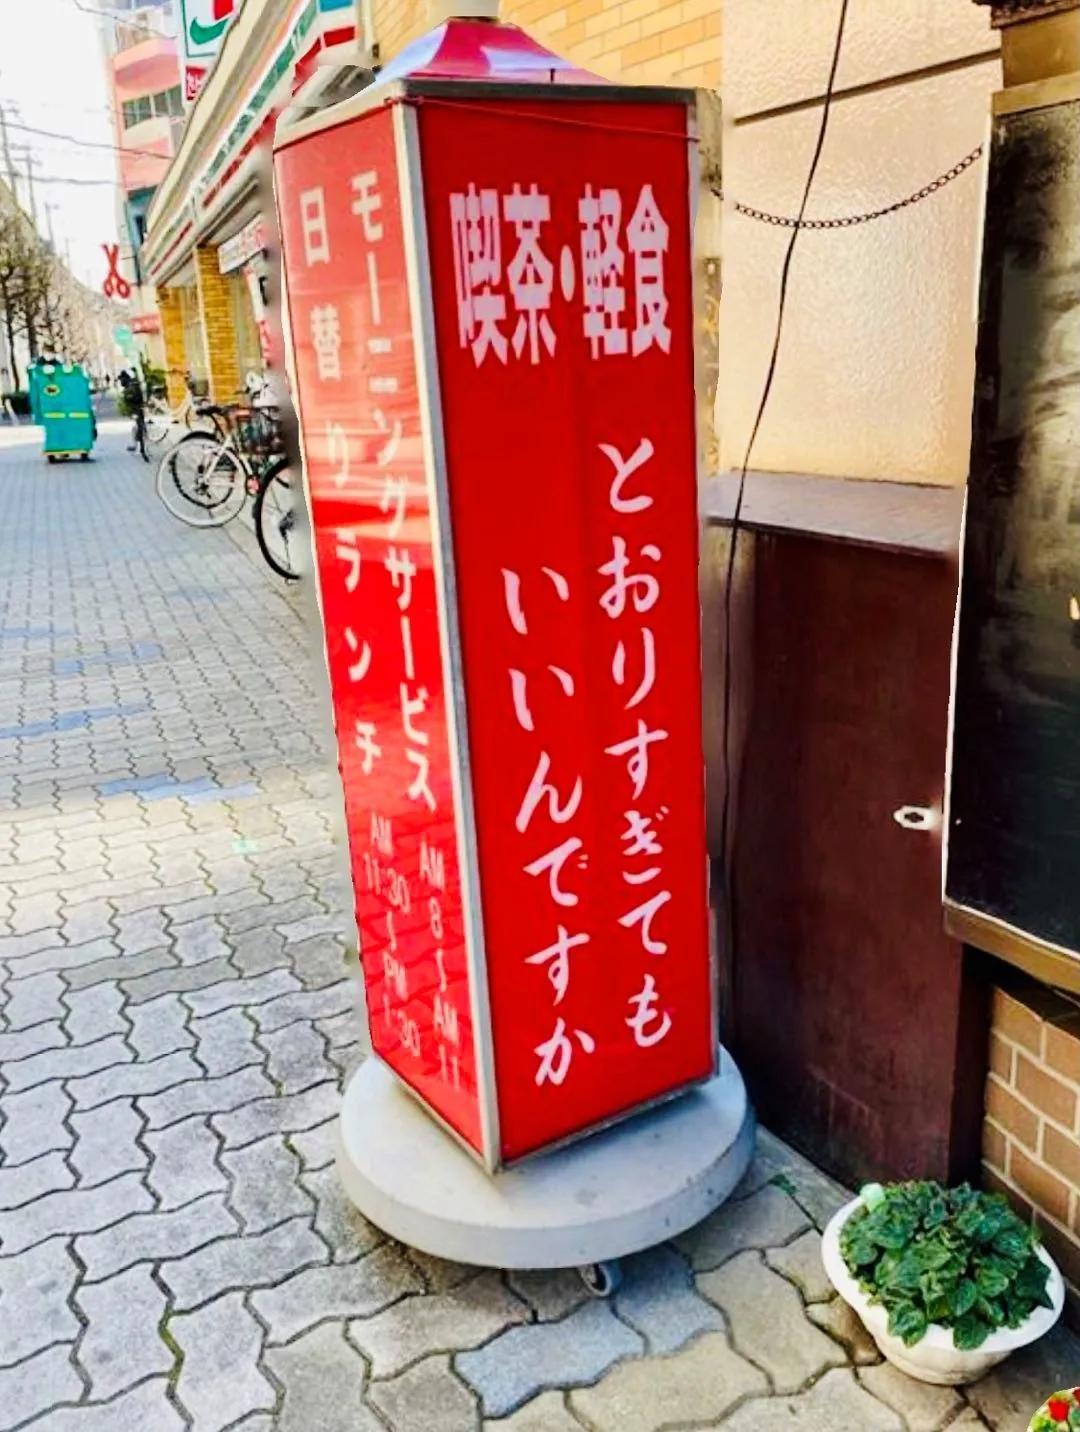 喫茶・軽食
とおりすぎても
いいんですか
モーニングサービス AM 8〜AM 11
日替りランチ AM 11:30〜PM 1:30